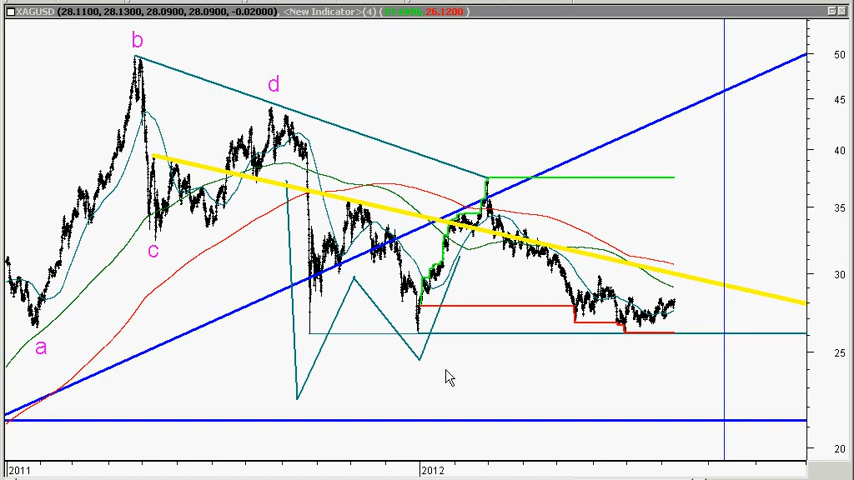 XAGUSD (28.1100, 28.1300, 28.0900, 28.0900, -0.02000) <New Indicator>(4) ( 26.1200 )
b
50
d
45
40
35
c
30
a
25
20
2011 2012